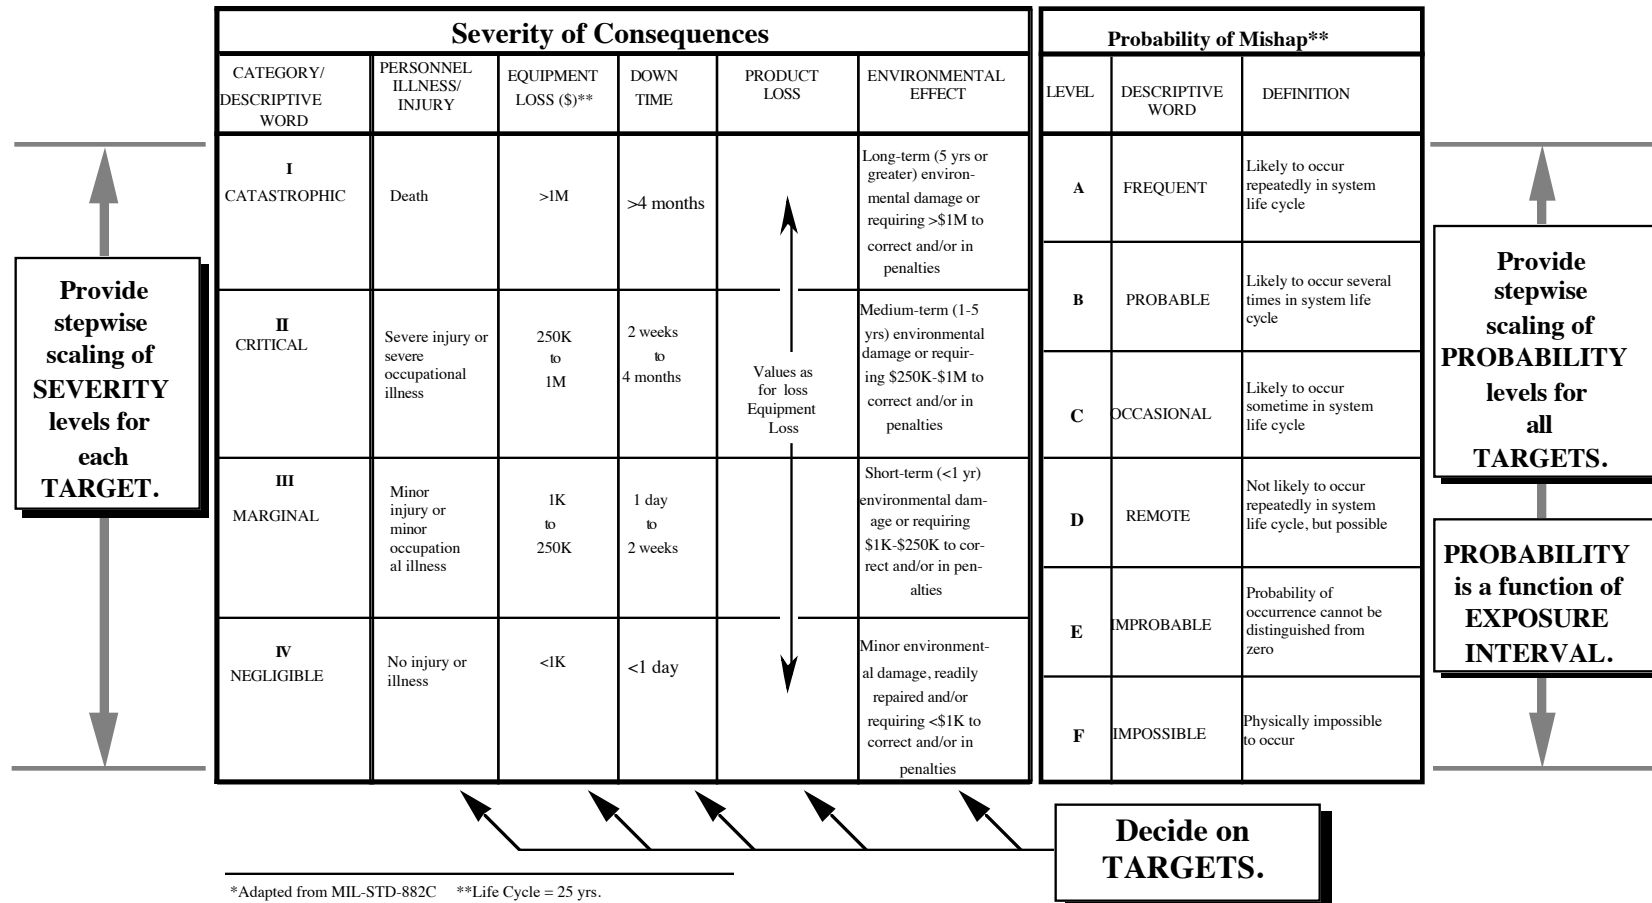 Severity of Consequences
CATEGORY/
DESCRIPTIVE
WORD
PERSONNEL
ILLNESS/
INJURY
EQUIPMENT
LOSS ($)**
DOWN
TIME
PRODUCT
LOSS
ENVIRONMENTAL
EFFECT
I
CATASTROPHIC
Death
>1M
>4 months
Long-term (5 yrs or
greater) environ-
mental damage or
requiring >$1M to
correct and/or in
penalties
II
CRITICAL
Severe injury or
severe
occupational
illness
250K
to
1M
2 weeks
to
4 months
Values as
for loss
Equipment
Loss
Medium-term (1-5
yrs) environmental
damage or requir-
ing $250K-$1M to
correct and/or in
penalties
III
MARGINAL
Minor
injury or
minor
occupation
al illness
1K
to
250K
1 day
to
2 weeks
Short-term (<1 yr)
environmental dam-
age or requiring
$1K-$250K to cor-
rect and/or in pen-
alties
IV
NEGLIGIBLE
No injury or
illness
<1K
<1 day
Minor environment-
al damage, readily
repaired and/or
requiring <$1K to
correct and/or in
penalties
Probability of Mishap**
LEVEL
DESCRIPTIVE
WORD
DEFINITION
A
FREQUENT
Likely to occur
repeatedly in system
life cycle
B
PROBABLE
Likely to occur several
times in system life
cycle
C
OCCASIONAL
Likely to occur
sometime in system
life cycle
D
REMOTE
Not likely to occur
repeatedly in system
life cycle, but possible
E
IMPROBABLE
Probability of
occurrence cannot be
distinguished from
zero
F
IMPOSSIBLE
Physically impossible
to occur
Provide
stepwise
scaling of
SEVERITY
levels for
each
TARGET.
Provide
stepwise
scaling of
PROBABILITY
levels for
all
TARGETS.
PROBABILITY
is a function of
EXPOSURE
INTERVAL.
Decide on
TARGETS.
*Adapted from MIL-STD-882C **Life Cycle = 25 yrs.